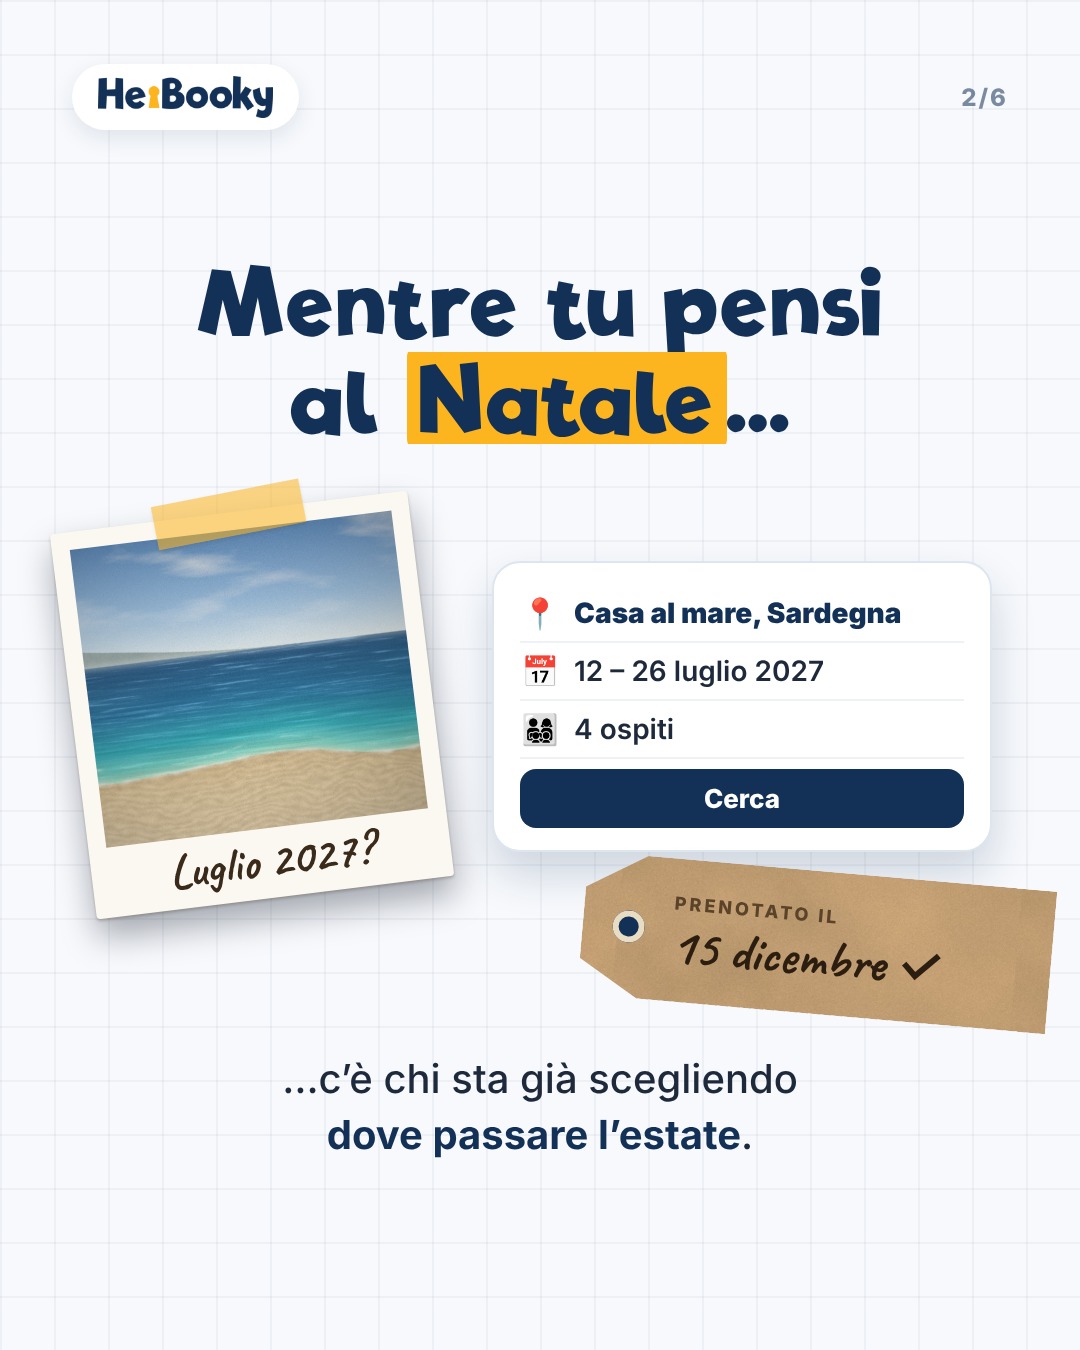 HeiBooky
2/6
Mentre tu pensi
al Natale...
Luglio 2027?
Casa al mare, Sardegna
July
17
12 – 26 luglio 2027
4 ospiti
Cerca
PRENOTATO IL
15 dicembre ✓
...c’è chi sta già scegliendo
dove passare l’estate.